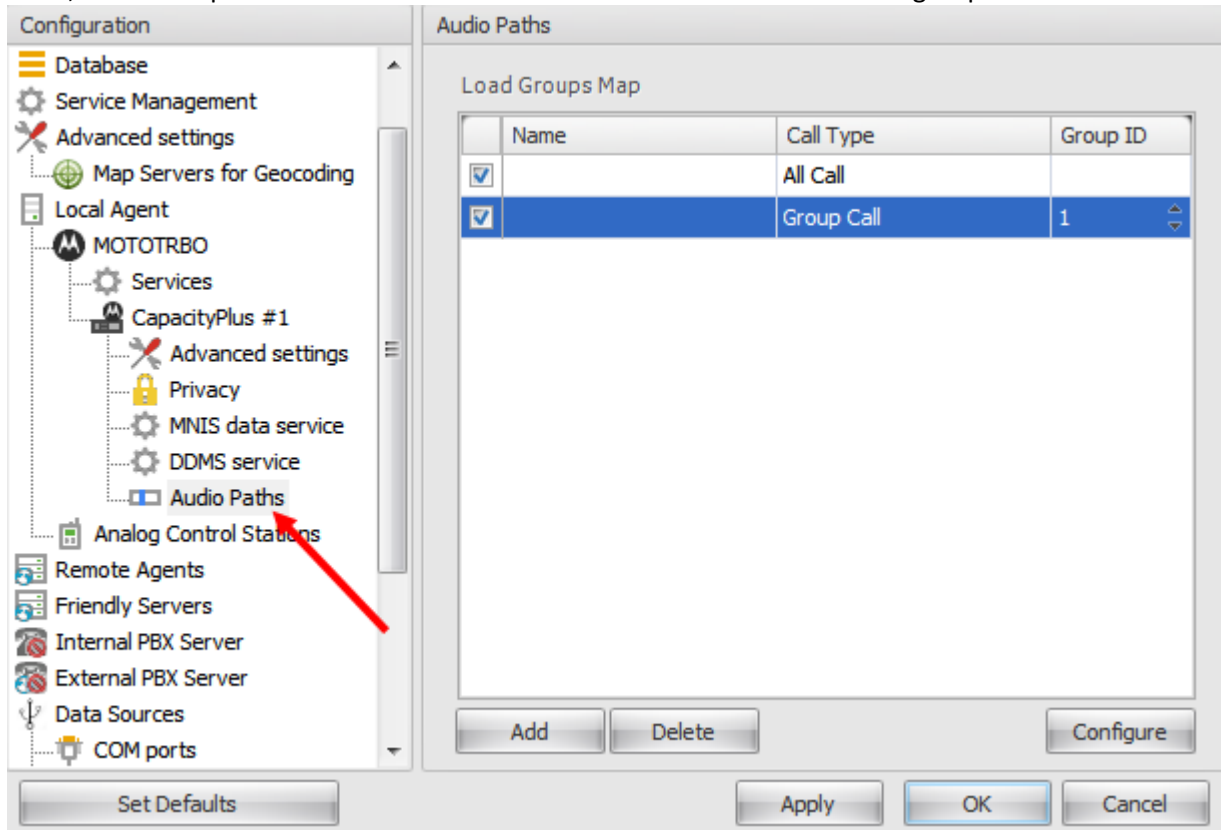 Configuration
Database
Service Management
Advanced settings
Map Servers for Geocoding
Local Agent
MOTOTRBO
Services
CapacityPlus #1
Advanced settings
Privacy
MNIS data service
DDMS service
Audio Paths
Analog Control Stations
Remote Agents
Friendly Servers
Internal PBX Server
External PBX Server
Data Sources
COM ports
Set Defaults
Audio Paths
Load Groups Map
Name Call Type Group ID
All Call
Group Call 1
Add Delete Configure
Apply OK Cancel